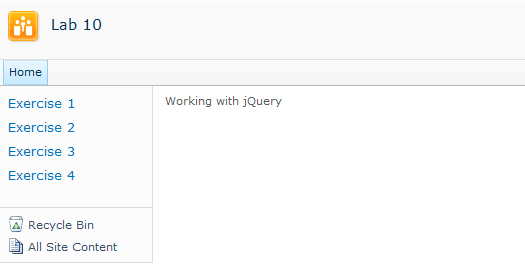 Lab 10
Home
Exercise 1
Exercise 2
Exercise 3
Exercise 4
Working with jQuery
Recycle Bin
All Site Content